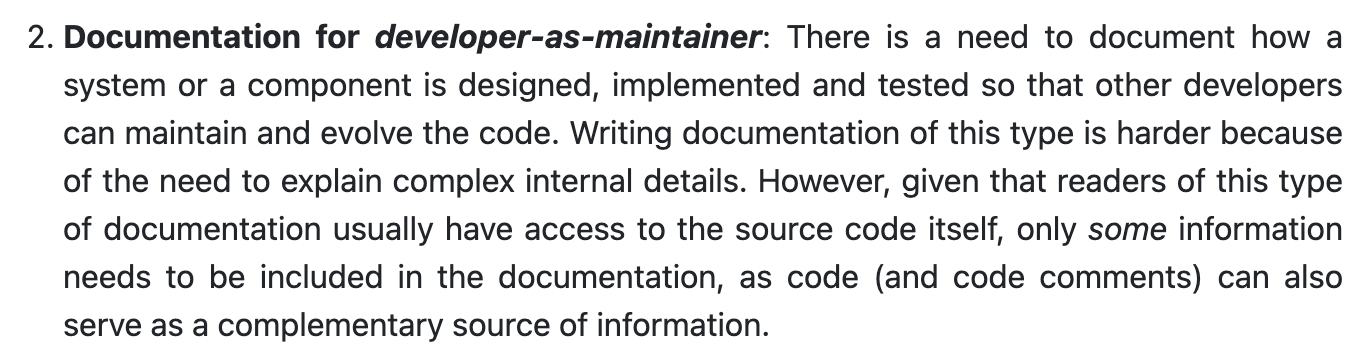 2. Documentation for developer-as-maintainer: There is a need to document how a
system or a component is designed, implemented and tested so that other developers
can maintain and evolve the code. Writing documentation of this type is harder because
of the need to explain complex internal details. However, given that readers of this type
of documentation usually have access to the source code itself, only some information
needs to be included in the documentation, as code (and code comments) can also
serve as a complementary source of information.